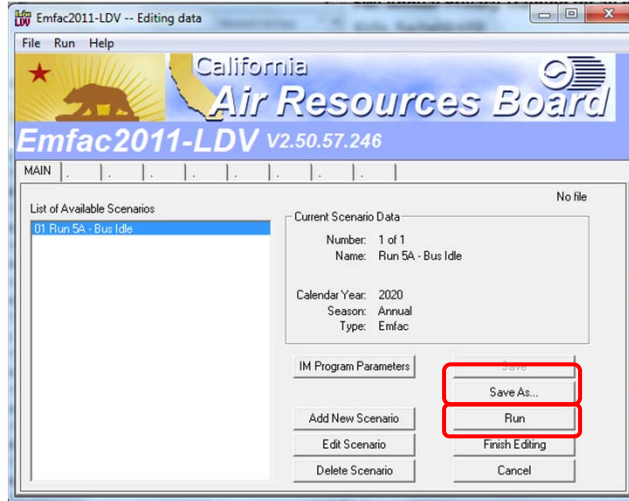 Emfac2011-LDV -- Editing data
File Run Help
California
Air Resources Board
Emfac2011-LDV V2.50.57.246
MAIN . . . . . . . .
No file
List of Available Scenarios
01 Run 5A - Bus Idle
Current Scenario Data
Number: 1 of 1
Name: Run 5A - Bus Idle
Calendar Year: 2020
Season: Annual
Type: Emfac
IM Program Parameters
Save
Save As...
Add New Scenario
Run
Edit Scenario
Finish Editing
Delete Scenario
Cancel